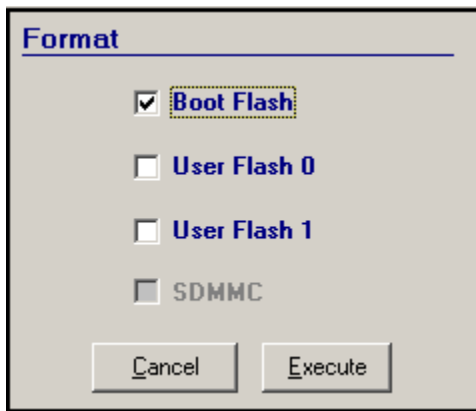 Format
Boot Flash
User Flash 0
User Flash 1
SDMMC
Cancel Execute